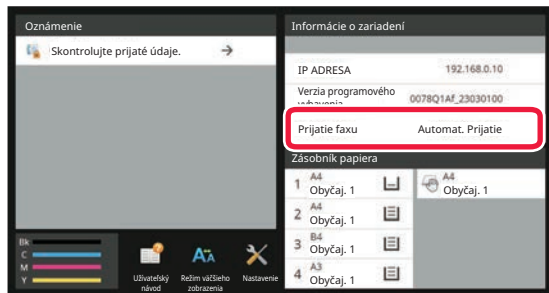 Oznámenie
Skontrolujte prijaté údaje.
Informácie o zariadení
IP ADRESA 192.168.0.10
Verzia programového
vybavenia 0078Q1Af_23030100
Prijatie faxu Automat. Prijatie
Zásobník papiera
1 A4
Obyčaj. 1
A4
Obyčaj. 1
2 A4
Obyčaj. 1
3 B4
Obyčaj. 1
4 A3
Obyčaj. 1
Bk
C
M
Y
Užívateľský
návod
Režim väčšieho
zobrazenia
Nastavenie